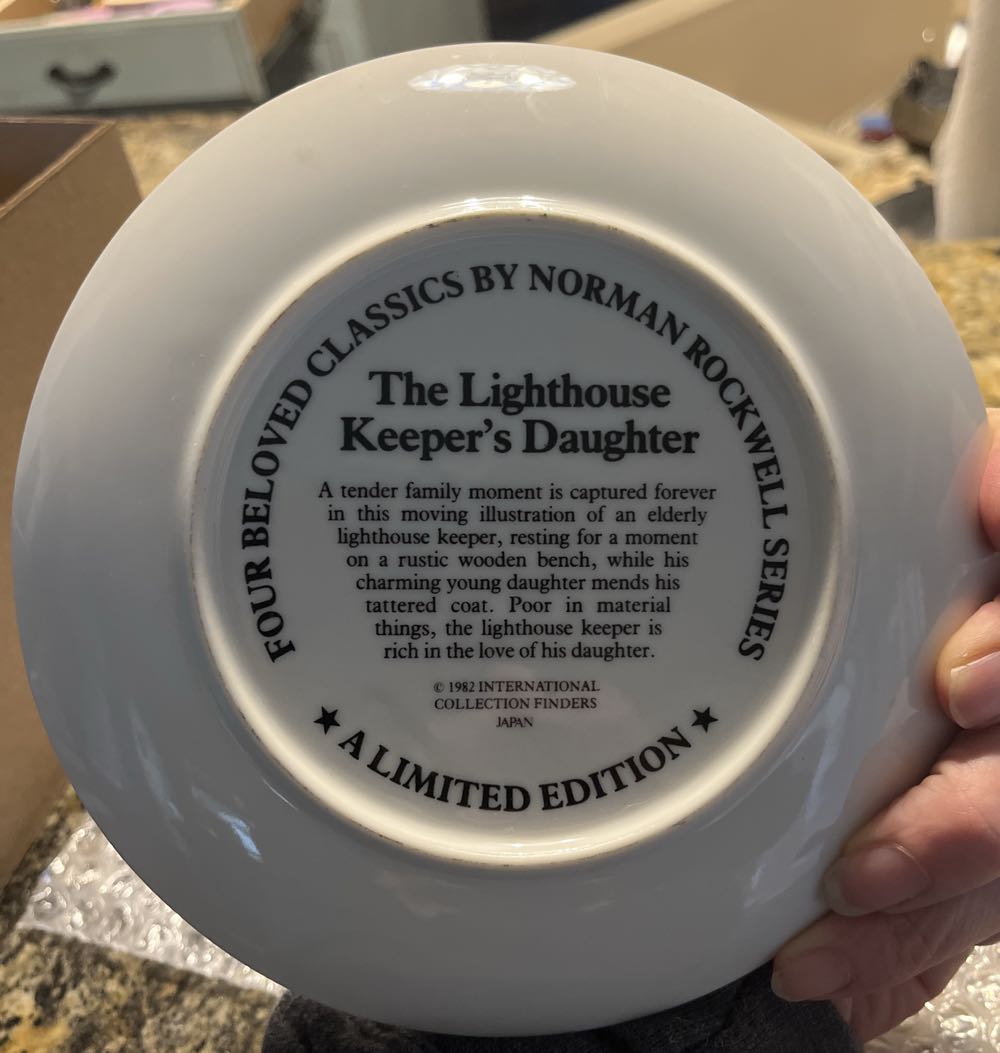 FOUR BELOVED CLASSICS BY NORMAN ROCKWELL SERIES
The Lighthouse
Keeper's Daughter
A tender family moment is captured forever
in this moving illustration of an elderly
lighthouse keeper, resting for a moment
on a rustic wooden bench, while his
charming young daughter mends his
tattered coat. Poor in material
things, the lighthouse keeper is
rich in the love of his daughter.
© 1982 INTERNATIONAL
COLLECTION FINDERS
JAPAN
★ A LIMITED EDITION ★